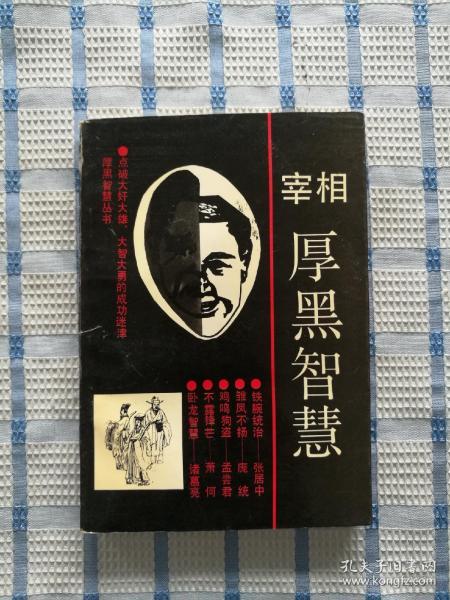 宰相
厚黑智慧
●点破大奸大雄、大智大勇的成功迷津
厚黑智慧丛书
●铁腕统治——张居中
●雏凤不扬——庞统
●鸡鸣狗盗——孟尝君
●不露锋芒——萧何
●卧龙智慧——诸葛亮
孔夫子旧书网
www.kongfz.com